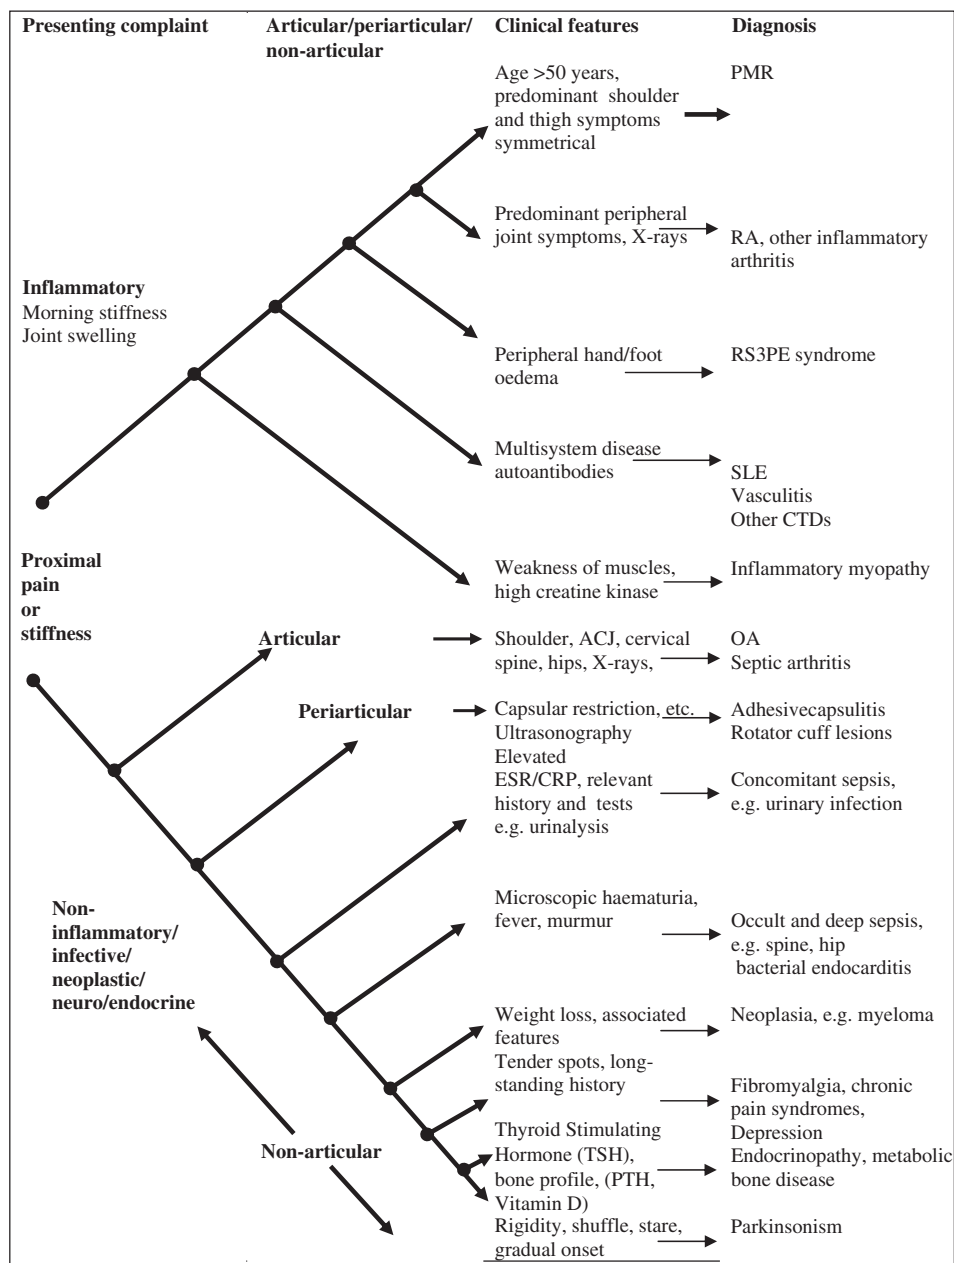 Presenting complaint
Articular/periarticular/
non-articular
Clinical features
Diagnosis
Age >50 years,
predominant shoulder
and thigh symptoms
symmetrical
PMR
Predominant peripheral
joint symptoms, X-rays
RA, other inflammatory
arthritis
Inflammatory
Morning stiffness
Joint swelling
Peripheral hand/foot
oedema
RS3PE syndrome
Multisystem disease
autoantibodies
SLE
Vasculitis
Other CTDs
Proximal
pain
or
stiffness
Weakness of muscles,
high creatine kinase
Inflammatory myopathy
Articular
Shoulder, ACJ, cervical
spine, hips, X-rays,
OA
Septic arthritis
Periarticular
Capsular restriction, etc.
Ultrasonography
Adhesivecapsulitis
Rotator cuff lesions
Elevated
ESR/CRP, relevant
history and tests
e.g. urinalysis
Concomitant sepsis,
e.g. urinary infection
Non-
inflammatory/
infective/
neoplastic/
neuro/endocrine
Microscopic haematuria,
fever, murmur
Occult and deep sepsis,
e.g. spine, hip
bacterial endocarditis
Weight loss, associated
features
Neoplasia, e.g. myeloma
Tender spots, long-
standing history
Fibromyalgia, chronic
pain syndromes,
Depression
Non-articular
Thyroid Stimulating
Hormone (TSH),
bone profile, (PTH,
Vitamin D)
Endocrinopathy, metabolic
bone disease
Rigidity, shuffle, stare,
gradual onset
Parkinsonism